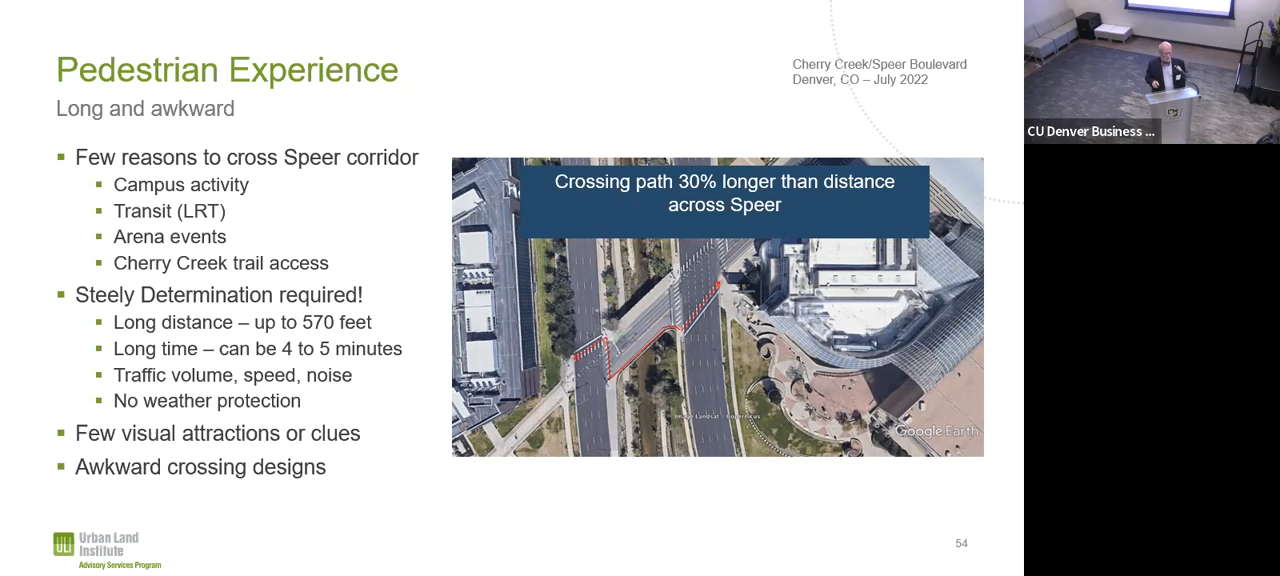 Pedestrian Experience
Long and awkward
Cherry Creek/Speer Boulevard
Denver, CO – July 2022
Few reasons to cross Speer corridor
Campus activity
Transit (LRT)
Arena events
Cherry Creek trail access
Steely Determination required!
Long distance – up to 570 feet
Long time – can be 4 to 5 minutes
Traffic volume, speed, noise
No weather protection
Few visual attractions or clues
Awkward crossing designs
Crossing path 30% longer than distance
across Speer
Image Landsat / Copernicus
Google Earth
ULI
Urban Land
Institute
Advisory Services Program
54
CU Denver Business ...